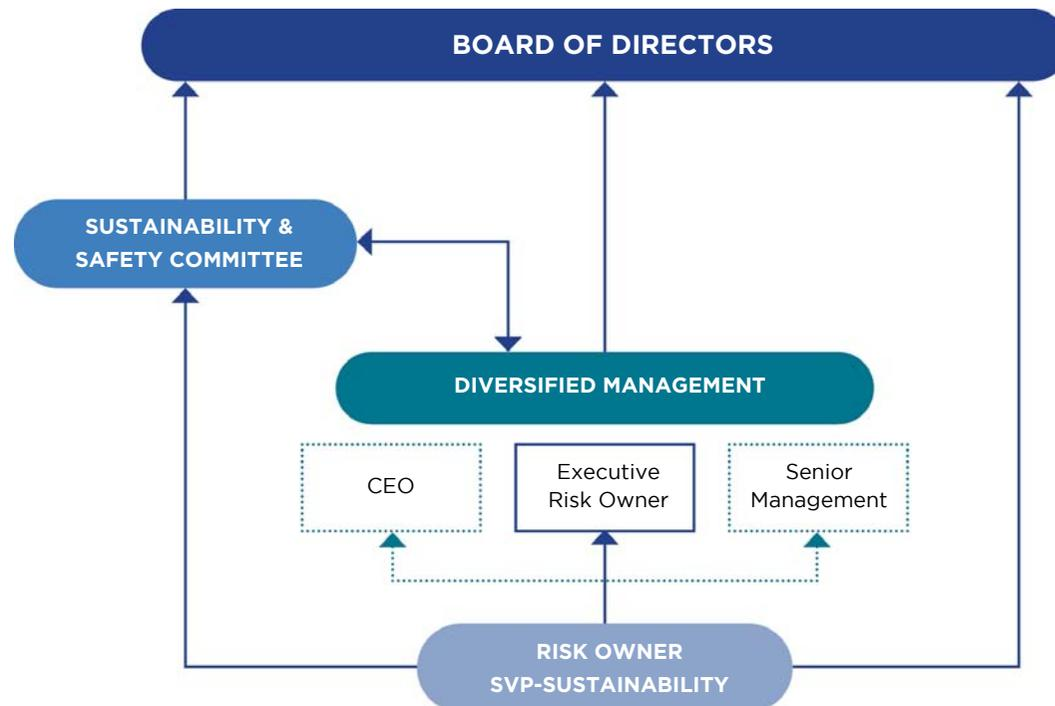 BOARD OF DIRECTORS
SUSTAINABILITY &
SAFETY COMMITTEE
DIVERSIFIED MANAGEMENT
CEO
Executive
Risk Owner
Senior
Management
RISK OWNER
SVP-SUSTAINABILITY